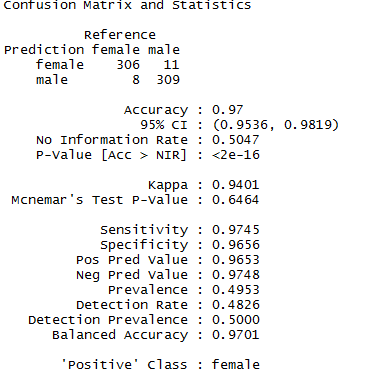 Confusion Matrix and Statistics
Reference
Prediction female male
female 306 11
male 8 309
Accuracy : 0.97
95% CI : (0.9536, 0.9819)
No Information Rate : 0.5047
P-Value [Acc > NIR] : <2e-16
Kappa : 0.9401
Mcnemar's Test P-Value : 0.6464
Sensitivity : 0.9745
Specificity : 0.9656
Pos Pred Value : 0.9653
Neg Pred Value : 0.9748
Prevalence : 0.4953
Detection Rate : 0.4826
Detection Prevalence : 0.5000
Balanced Accuracy : 0.9701
'Positive' Class : female